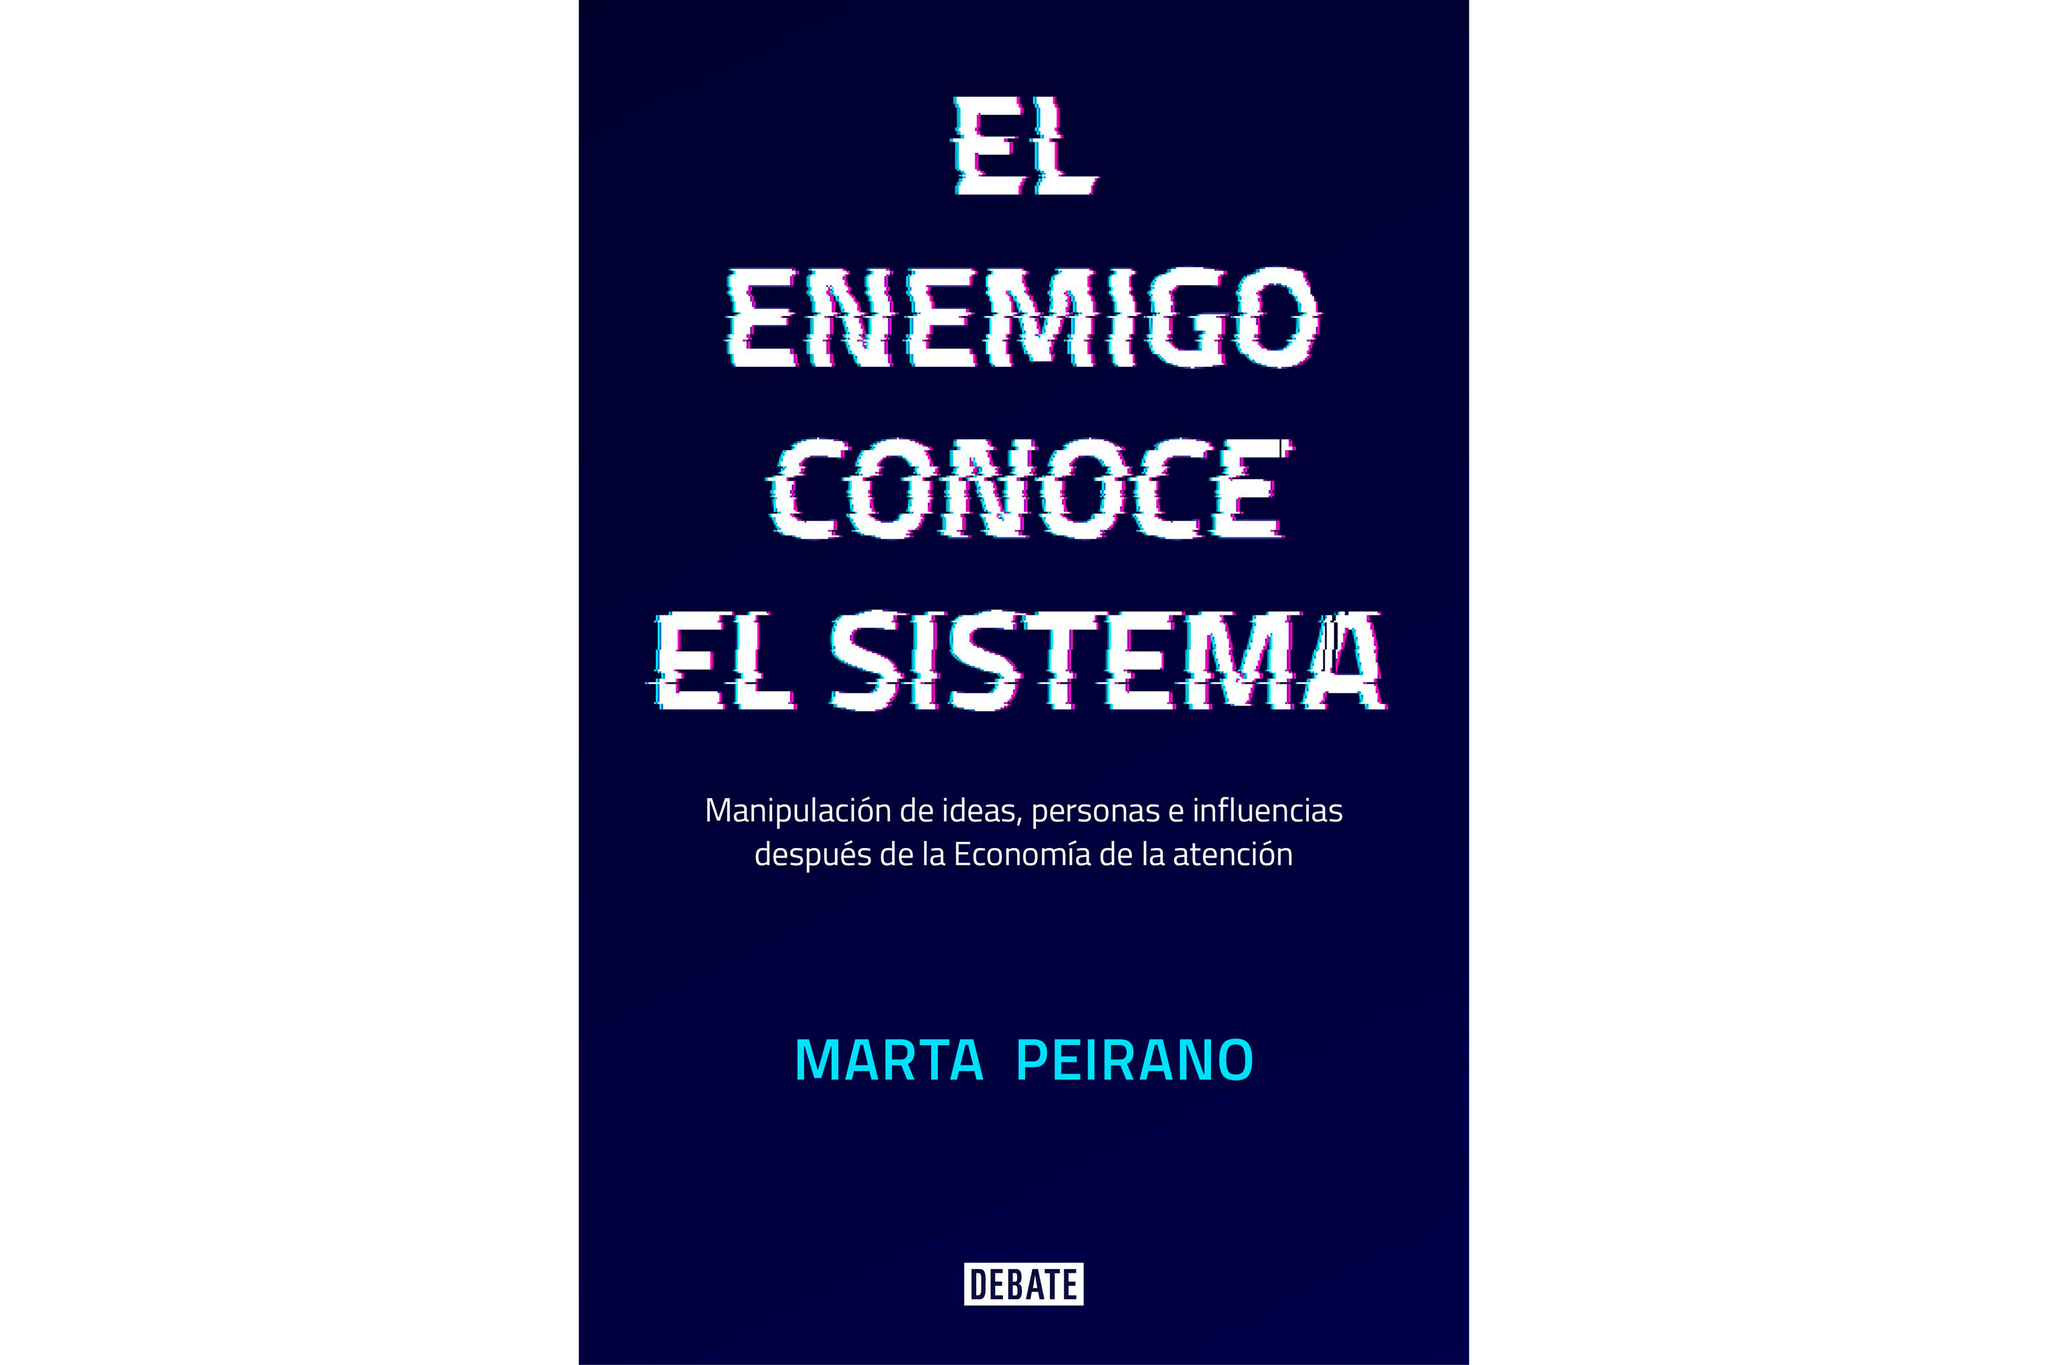 EL
ENEMIGO
CONOCE
EL SISTEMA
Manipulación de ideas, personas e influencias
después de la Economía de la atención
MARTA PEIRANO
DEBATE